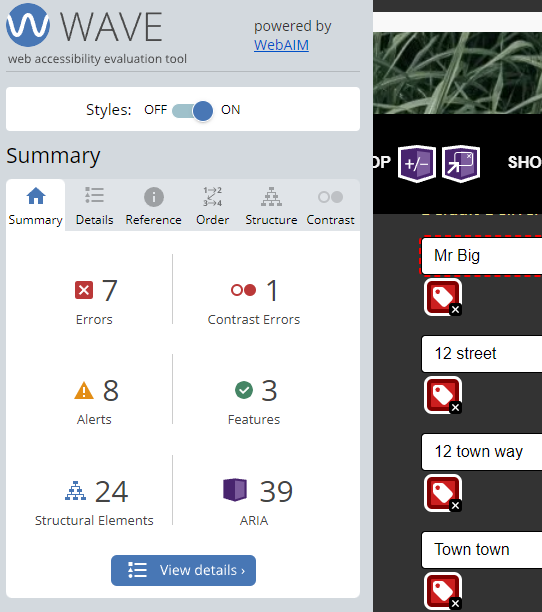 WAVE
web accessibility evaluation tool
powered by
WebAIM
Styles: OFF ON
Summary
Summary Details Reference Order Structure Contrast
7
Errors
1
Contrast Errors
8
Alerts
3
Features
24
Structural Elements
39
ARIA
View details ›
OP +/- SHO
Mr Big
12 street
12 town way
Town town